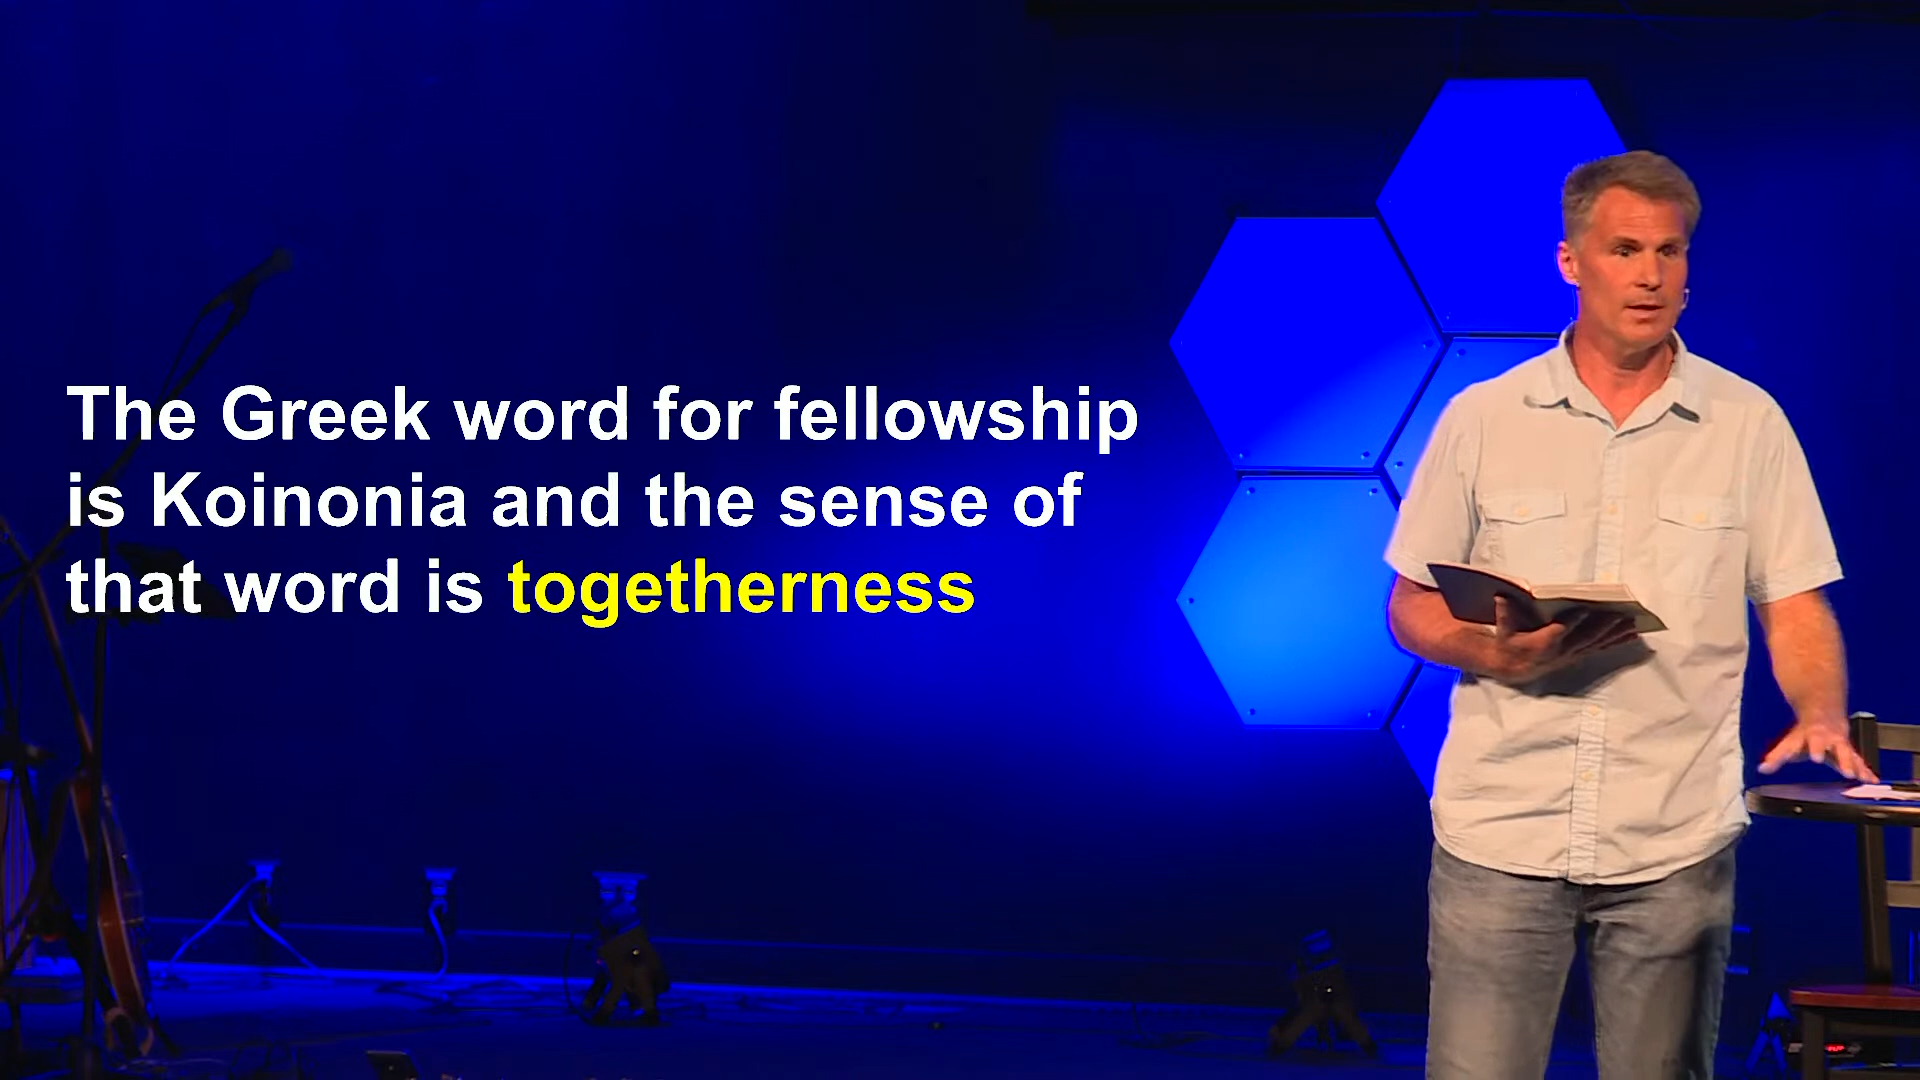 The Greek word for fellowship
is Koinonia and the sense of
that word is togetherness